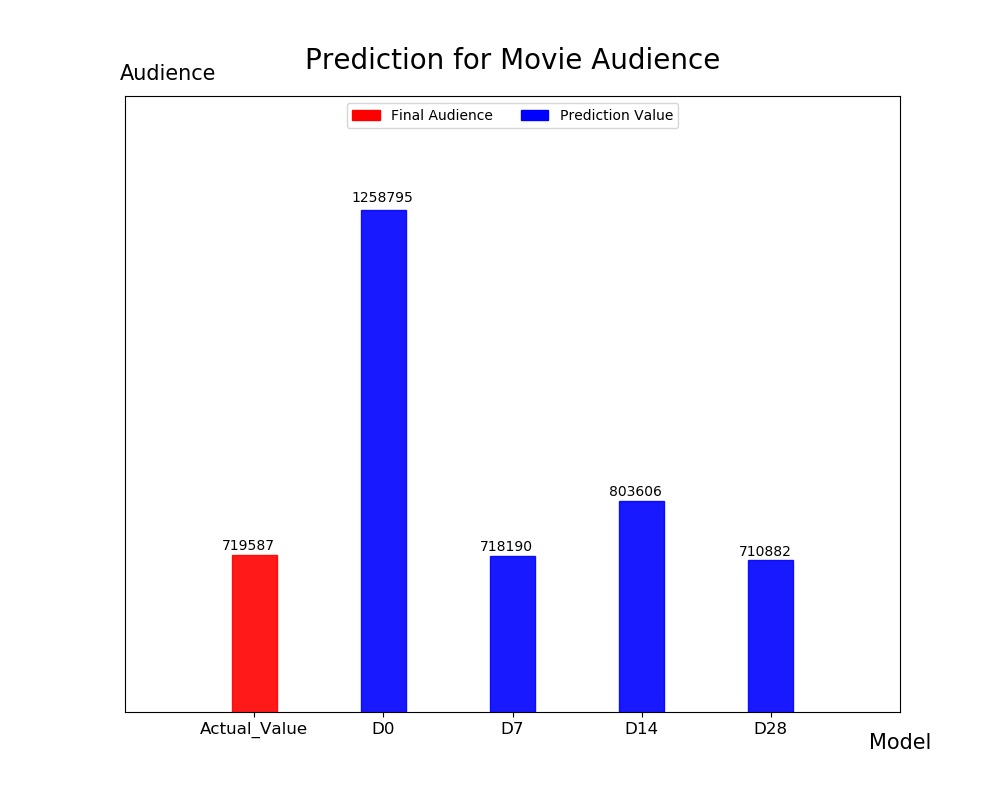 Prediction for Movie Audience
Audience
Final Audience
Prediction Value
1258795
803606
719587
718190
710882
Actual_Value
D0
D7
D14
D28
Model